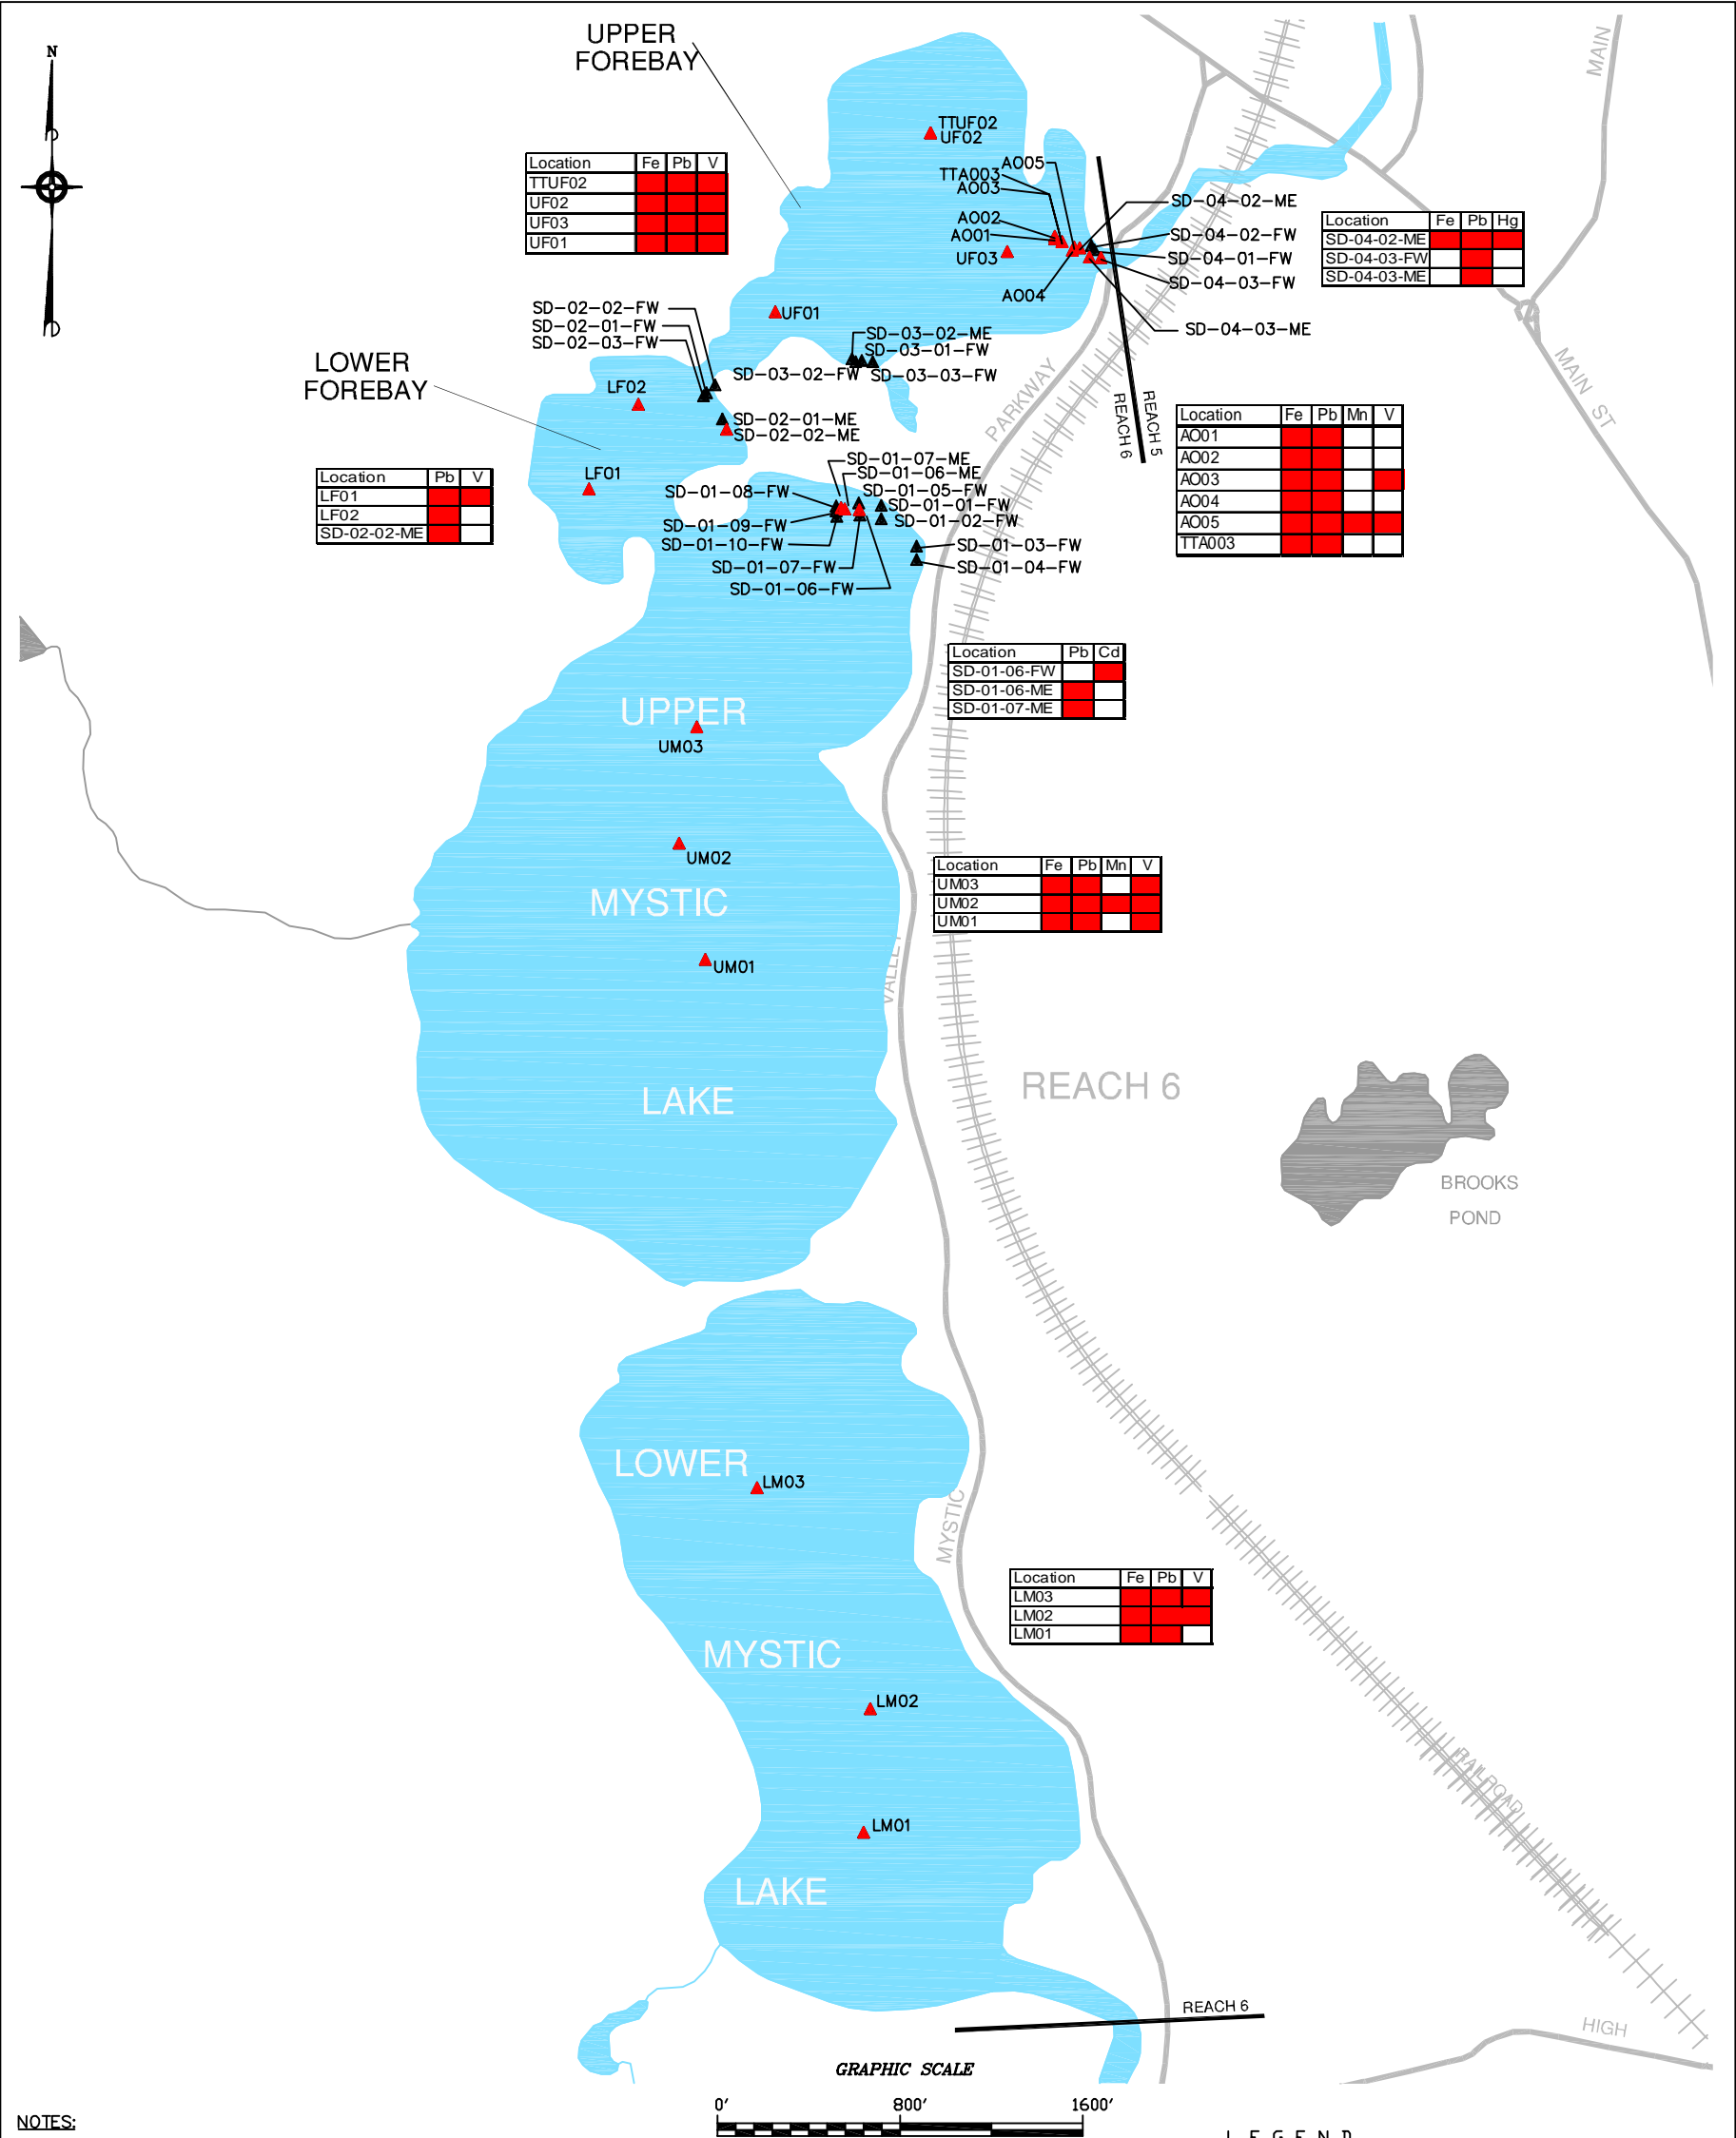 N
UPPER
FOREBAY
MAIN
TTUF02
UF02
Location Fe Pb V
TTUF02
UF02
UF03
UF01
AO05
TTA003
AO03
AO02
AO01
UF03
AO04
SD-04-02-ME
SD-04-02-FW
SD-04-01-FW
SD-04-03-FW
SD-04-03-ME
Location Fe Pb Hg
SD-04-02-ME
SD-04-03-FW
SD-04-03-ME
UF01
SD-02-02-FW
SD-02-01-FW
SD-02-03-FW
SD-03-02-ME
SD-03-01-FW
SD-03-02-FW
SD-03-03-FW
LOWER
FOREBAY
LF02
SD-02-01-ME
SD-02-02-ME
LF01
PARKWAY
REACH 6
REACH 5
MAIN ST
Location Fe Pb Mn V
AO01
AO02
AO03
AO04
AO05
TTA003
Location Pb V
LF01
LF02
SD-02-02-ME
SD-01-07-ME
SD-01-06-ME
SD-01-05-FW
SD-01-08-FW
SD-01-01-FW
SD-01-09-FW
SD-01-02-FW
SD-01-10-FW
SD-01-03-FW
SD-01-07-FW
SD-01-04-FW
SD-01-06-FW
Location Pb Cd
SD-01-06-FW
SD-01-06-ME
SD-01-07-ME
UPPER
UM03
UM02
MYSTIC
UM01
LAKE
Location Fe Pb Mn V
UM03
UM02
UM01
VALLEY
REACH 6
BROOKS
POND
LOWER
LM03
MYSTIC
Location Fe Pb V
LM03
LM02
LM01
MYSTIC
LM02
LM01
LAKE
RAILROAD
REACH 6
HIGH
GRAPHIC SCALE
0' 800' 1600'
NOTES:
LEGEND